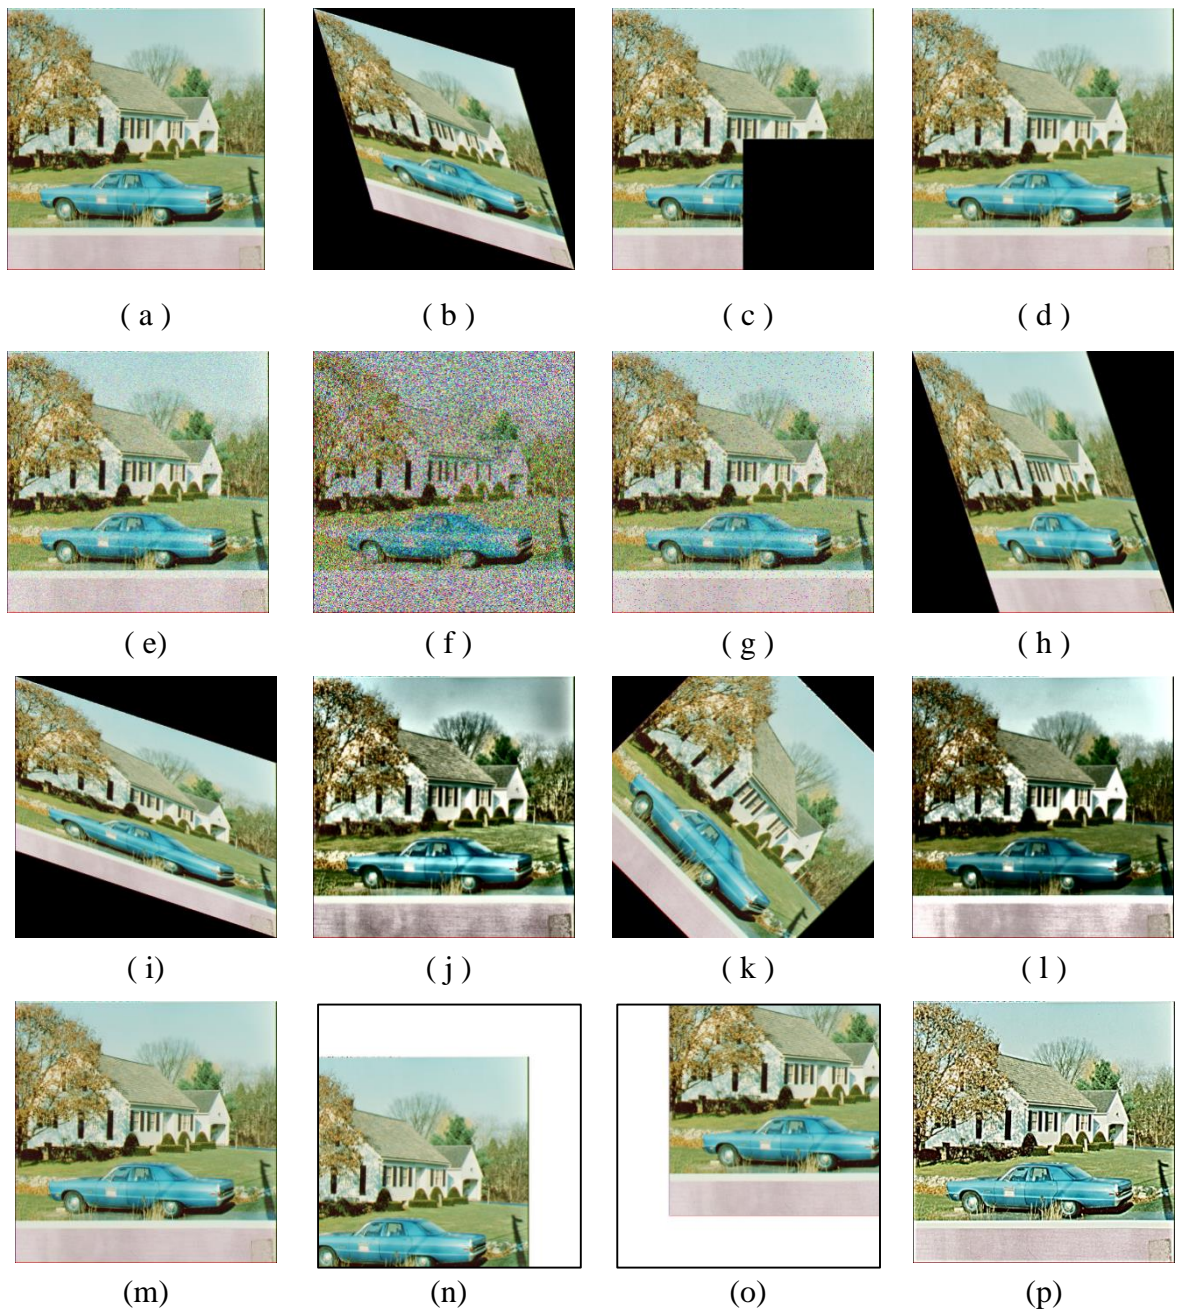 ( a ) ( b ) ( c ) ( d )
( e) ( f ) ( g ) ( h )
( i) ( j ) ( k ) ( l )
(m) (n) (o) (p)